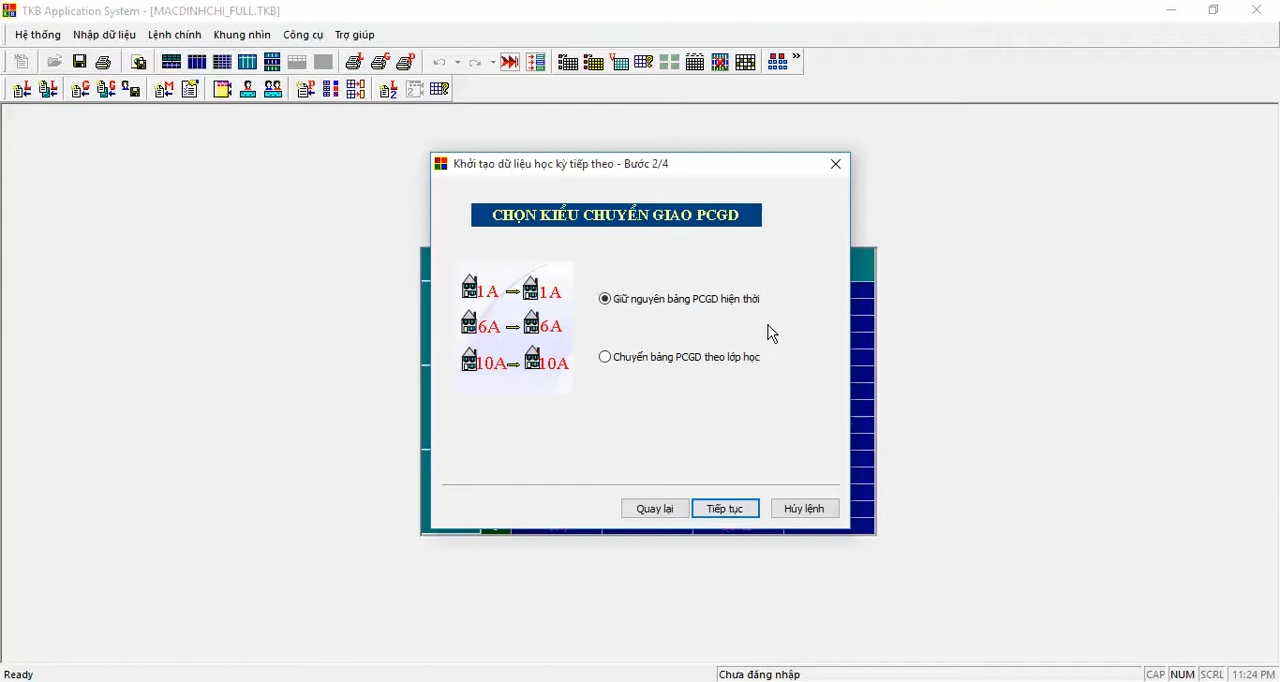 TKB Application System - [MACDINHCHI_FULL.TKB]
Hệ thống Nhập dữ liệu Lệnh chính Khung nhìn Công cụ Trợ giúp
Khởi tạo dữ liệu học kỳ tiếp theo - Bước 2/4
CHỌN KIỂU CHUYỂN GIAO PCGD
1A 1A
6A 6A
10A 10A
Giữ nguyên bảng PCGD hiện thời
Chuyển bảng PCGD theo lớp học
Quay lại Tiếp tục Hủy lệnh
Ready Chưa đăng nhập CAP NUM SCRL 11:24 PM